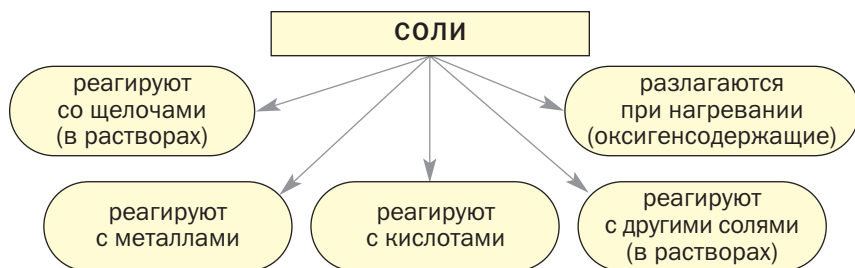 СОЛИ
реагируют
со щелочами
(в растворах)
разлагаются
при нагревании
(оксигенсодержащие)
реагируют
с металлами
реагируют
с кислотами
реагируют
с другими солями
(в растворах)